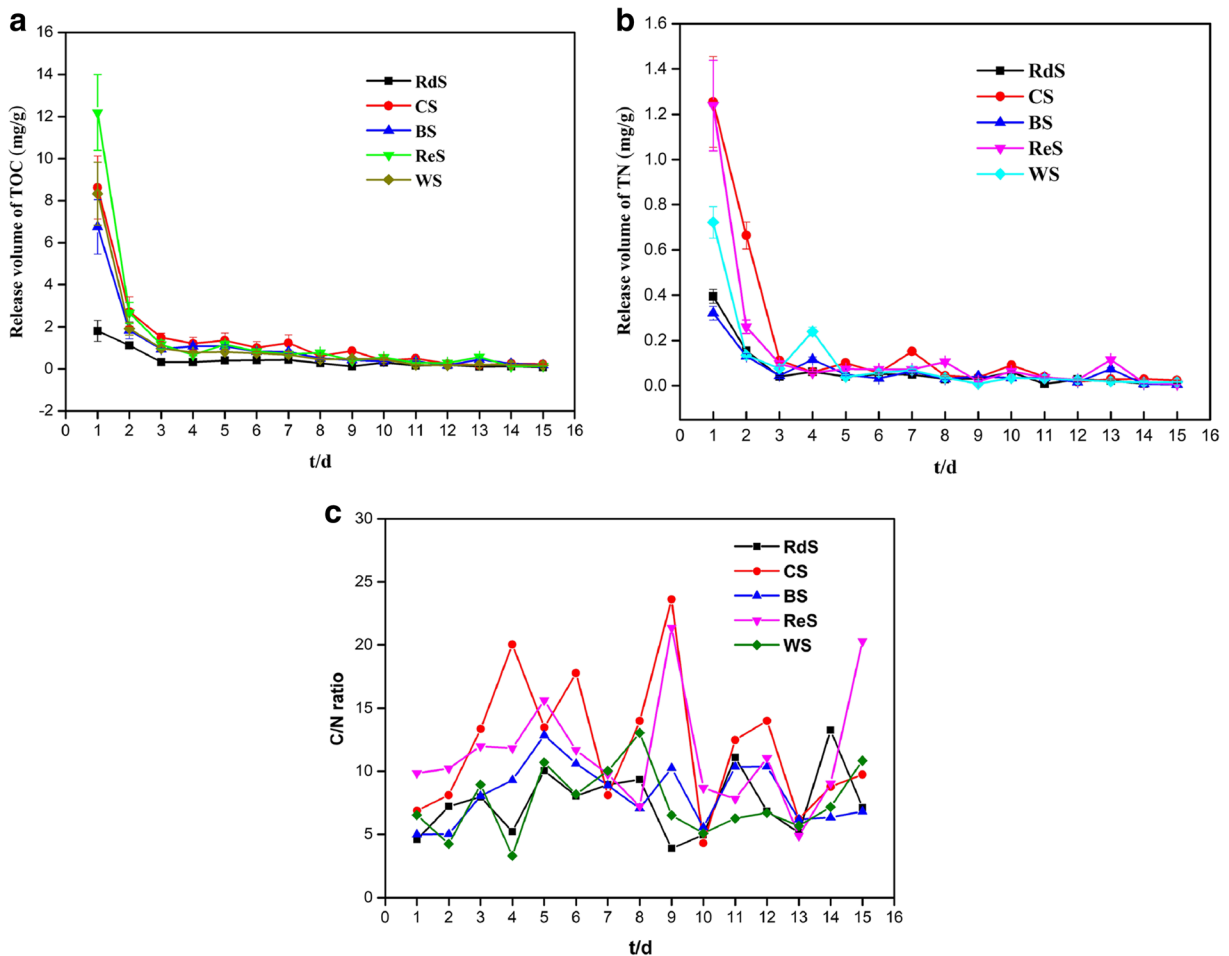 a
16
14
12
10
8
6
4
2
0
-2
Release volume of TOC (mg/g)
RdS
CS
BS
ReS
WS
0 1 2 3 4 5 6 7 8 9 10 11 12 13 14 15 16
t/d
b
1.6
1.4
1.2
1.0
0.8
0.6
0.4
0.2
0.0
Release volume of TN (mg/g)
RdS
CS
BS
ReS
WS
0 1 2 3 4 5 6 7 8 9 10 11 12 13 14 15 16
t/d
c
30
25
20
15
10
5
0
C/N ratio
RdS
CS
BS
ReS
WS
0 1 2 3 4 5 6 7 8 9 10 11 12 13 14 15 16
t/d